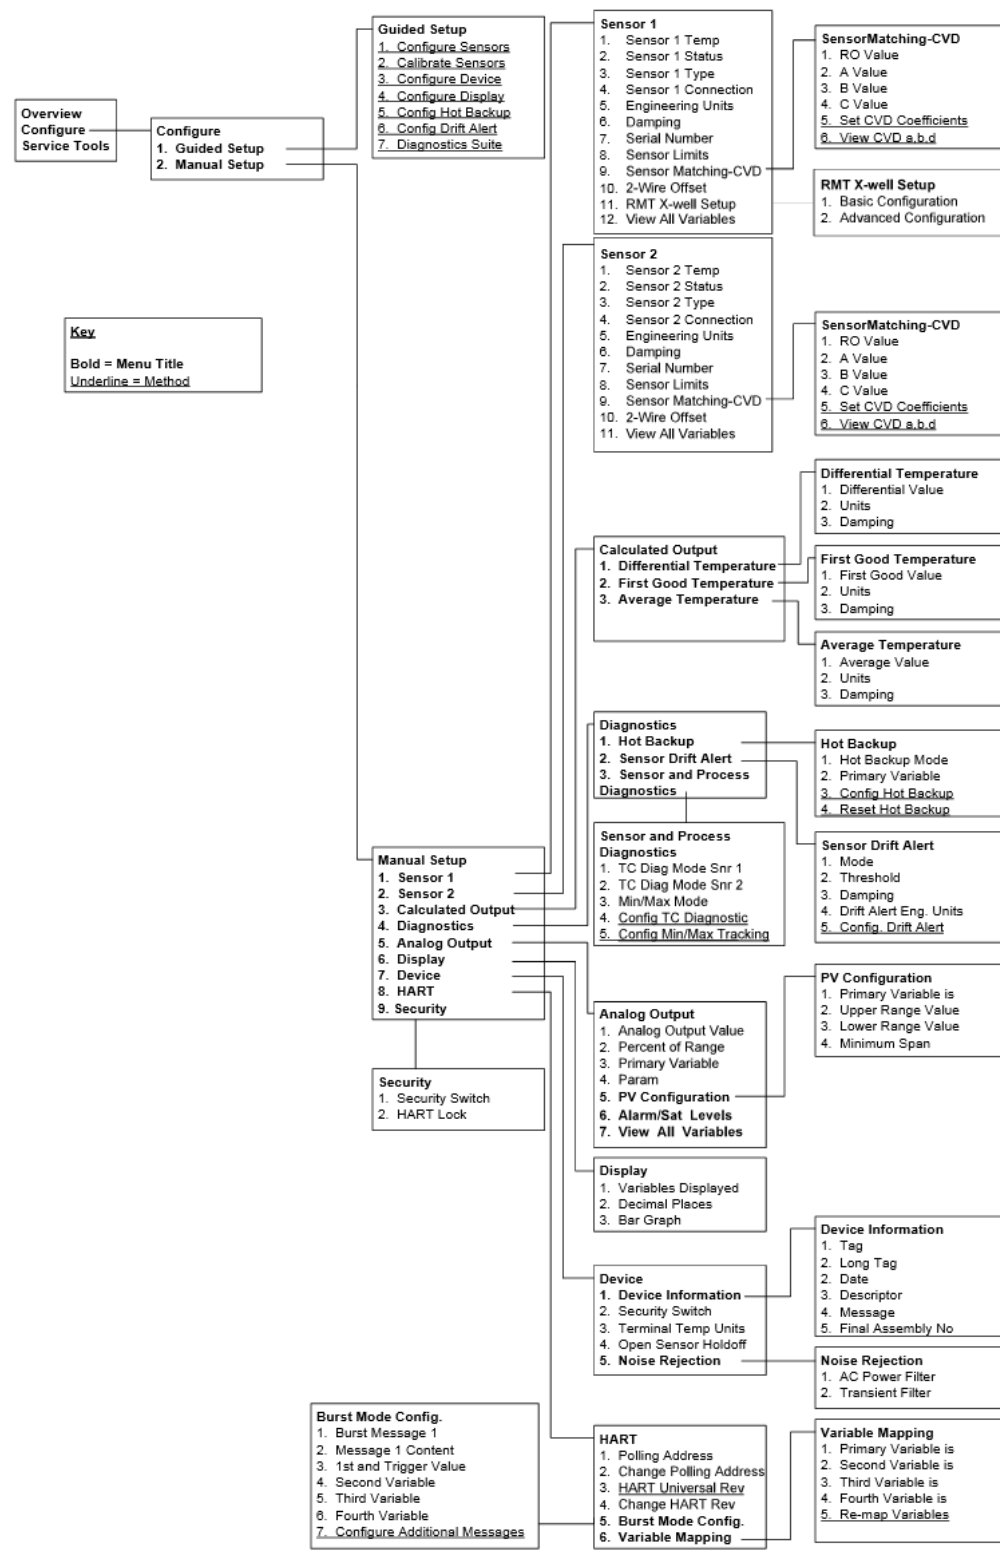 Overview
Configure
Service Tools
Configure
1. Guided Setup
2. Manual Setup
Guided Setup
1. Configure Sensors
2. Calibrate Sensors
3. Configure Device
4. Configure Display
5. Config Hot Backup
6. Config Drift Alert
7. Diagnostics Suite
Key
Bold = Menu Title
Underline = Method
Sensor 1
1. Sensor 1 Temp
2. Sensor 1 Status
3. Sensor 1 Type
4. Sensor 1 Connection
5. Engineering Units
6. Damping
7. Serial Number
8. Sensor Limits
9. Sensor Matching-CVD
10. 2-Wire Offset
11. RMT X-well Setup
12. View All Variables
SensorMatching-CVD
1. RO Value
2. A Value
3. B Value
4. C Value
5. Set CVD Coefficients
6. View CVD a.b.d
RMT X-well Setup
1. Basic Configuration
2. Advanced Configuration
Sensor 2
1. Sensor 2 Temp
2. Sensor 2 Status
3. Sensor 2 Type
4. Sensor 2 Connection
5. Engineering Units
6. Damping
7. Serial Number
8. Sensor Limits
9. Sensor Matching-CVD
10. 2-Wire Offset
11. View All Variables
SensorMatching-CVD
1. RO Value
2. A Value
3. B Value
4. C Value
5. Set CVD Coefficients
6. View CVD a.b.d
Calculated Output
1. Differential Temperature
2. First Good Temperature
3. Average Temperature
Differential Temperature
1. Differential Value
2. Units
3. Damping
First Good Temperature
1. First Good Value
2. Units
3. Damping
Average Temperature
1. Average Value
2. Units
3. Damping
Diagnostics
1. Hot Backup
2. Sensor Drift Alert
3. Sensor and Process
Diagnostics
Hot Backup
1. Hot Backup Mode
2. Primary Variable
3. Config Hot Backup
4. Reset Hot Backup
Sensor and Process
Diagnostics
1. TC Diag Mode Snr 1
2. TC Diag Mode Snr 2
3. Min/Max Mode
4. Config TC Diagnostic
5. Config Min/Max Tracking
Sensor Drift Alert
1. Mode
2. Threshold
3. Damping
4. Drift Alert Eng. Units
5. Config. Drift Alert
Manual Setup
1. Sensor 1
2. Sensor 2
3. Calculated Output
4. Diagnostics
5. Analog Output
6. Display
7. Device
8. HART
9. Security
Security
1. Security Switch
2. HART Lock
Analog Output
1. Analog Output Value
2. Percent of Range
3. Primary Variable
4. Param
5. PV Configuration
6. Alarm/Sat Levels
7. View All Variables
PV Configuration
1. Primary Variable is
2. Upper Range Value
3. Lower Range Value
4. Minimum Span
Display
1. Variables Displayed
2. Decimal Places
3. Bar Graph
Device
1. Device Information
2. Security Switch
3. Terminal Temp Units
4. Open Sensor Holdoff
5. Noise Rejection
Device Information
1. Tag
2. Long Tag
2. Date
3. Descriptor
4. Message
5. Final Assembly No
Noise Rejection
1. AC Power Filter
2. Transient Filter
Burst Mode Config.
1. Burst Message 1
2. Message 1 Content
3. 1st and Trigger Value
4. Second Variable
5. Third Variable
6. Fourth Variable
7. Configure Additional Messages
HART
1. Polling Address
2. Change Polling Address
3. HART Universal Rev
4. Change HART Rev
5. Burst Mode Config.
6. Variable Mapping
Variable Mapping
1. Primary Variable is
2. Second Variable is
3. Third Variable is
4. Fourth Variable is
5. Re-map Variables